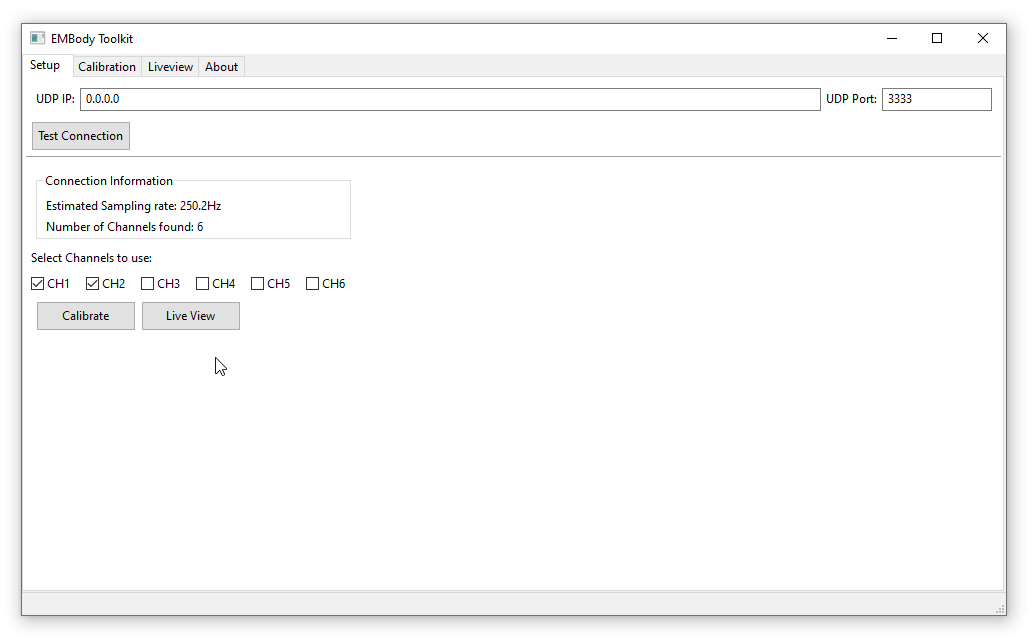 EMBody Toolkit
Setup Calibration Liveview About
UDP IP: 0.0.0.0 UDP Port: 3333
Test Connection
Connection Information
Estimated Sampling rate: 250.2Hz
Number of Channels found: 6
Select Channels to use:
CH1 CH2 CH3 CH4 CH5 CH6
Calibrate Live View